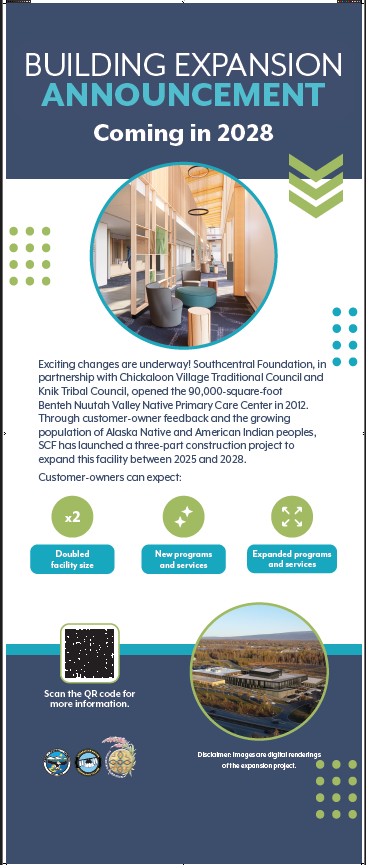 BUILDING EXPANSION
ANNOUNCEMENT
Coming in 2028
Exciting changes are underway! Southcentral Foundation, in
partnership with Chickaloon Village Traditional Council and
Knik Tribal Council, opened the 90,000-square-foot
Benteh Nuutah Valley Native Primary Care Center in 2012.
Through customer-owner feedback and the growing
population of Alaska Native and American Indian peoples,
SCF has launched a three-part construction project to
expand this facility between 2025 and 2028.
Customer-owners can expect:
x2
Doubled
facility size
New programs
and services
Expanded programs
and services
Scan the QR code for
more information.
Disclaimer: Images are digital renderings
of the expansion project.